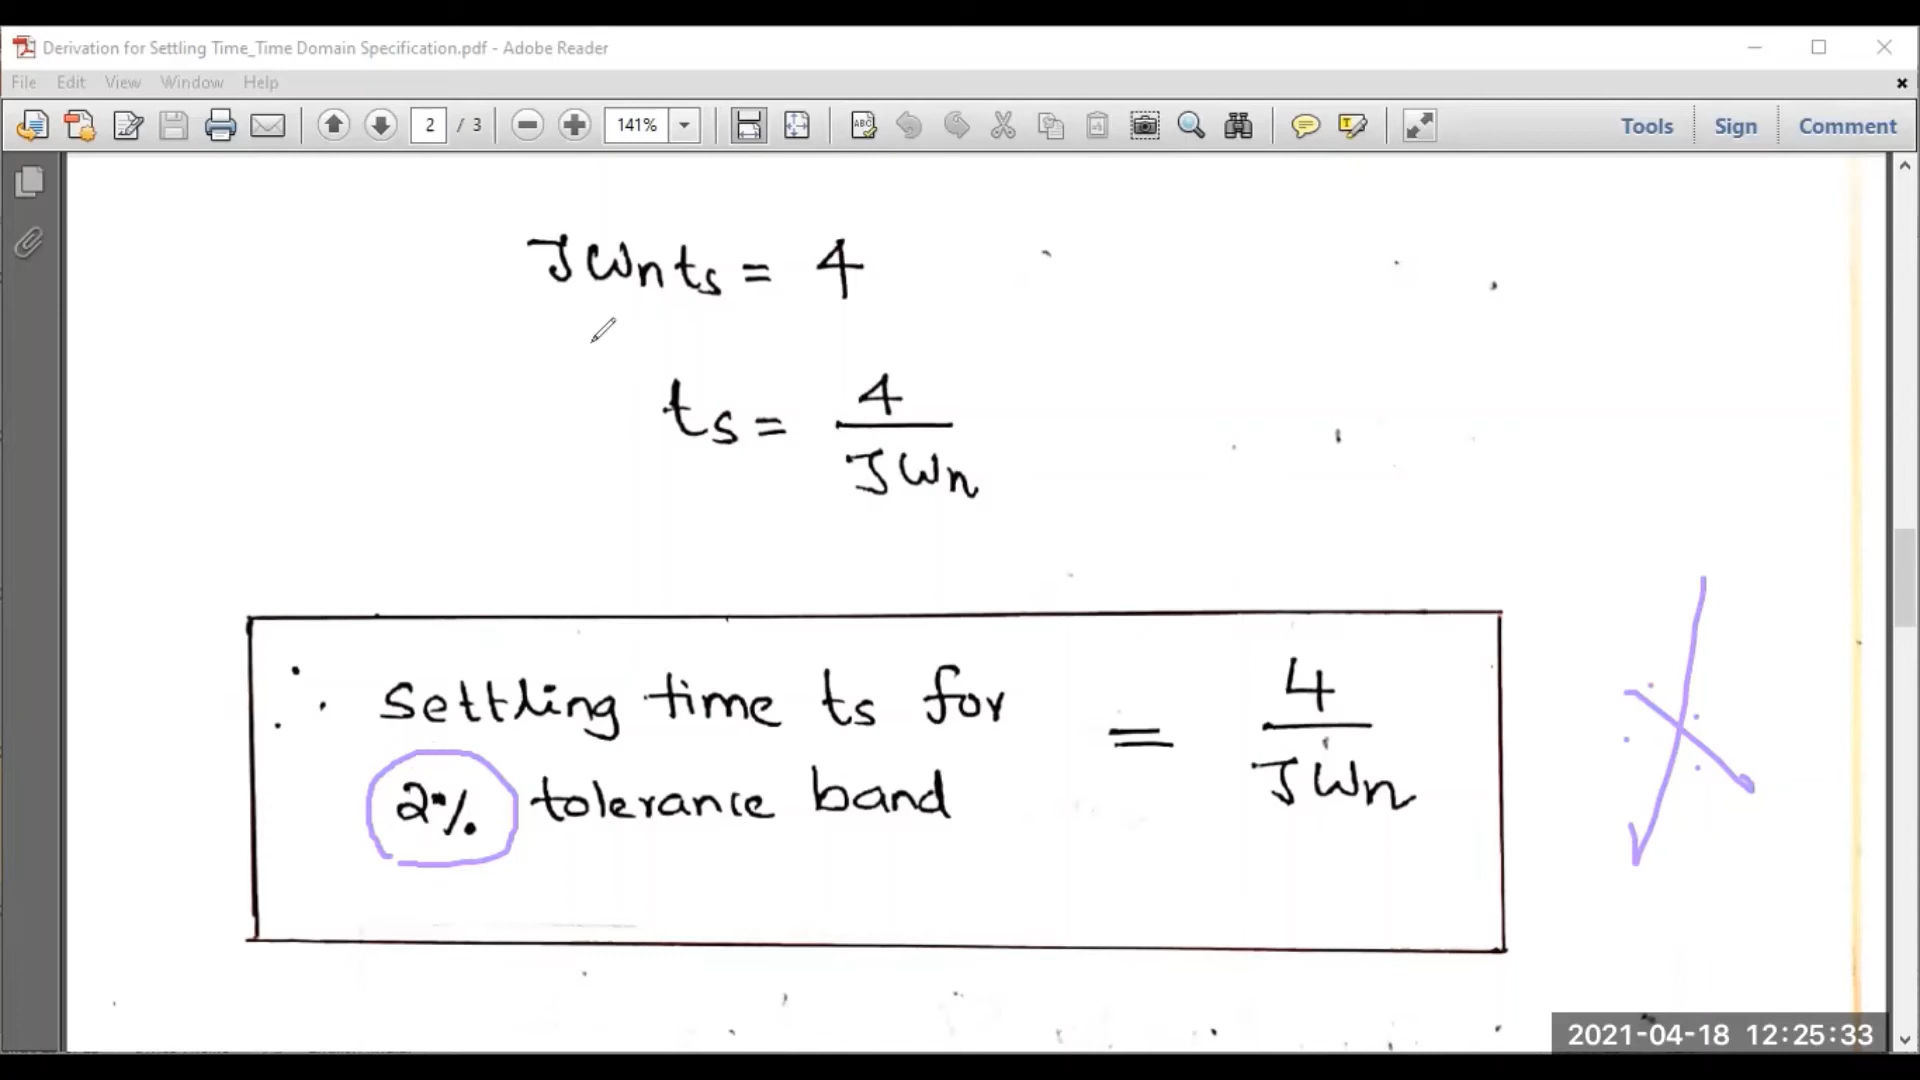 Derivation for Settling Time_Time Domain Specification.pdf - Adobe Reader
File Edit View Window Help
2 / 3 141% Tools Sign Comment
ζωn ts = 4
ts = 4 / ζωn
∴ Settling time ts for = 4 / ζωn
2% tolerance band
2021-04-18 12:25:33